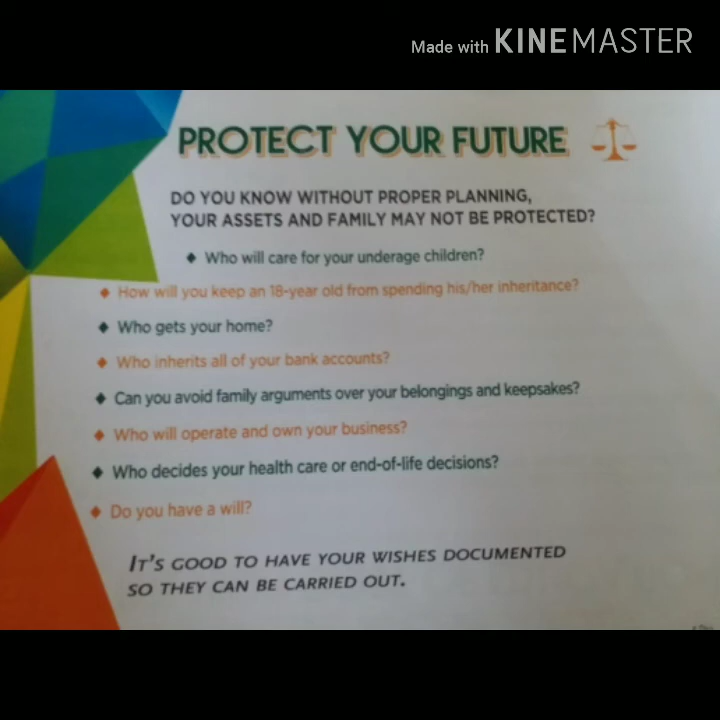 Made with KINEMASTER
PROTECT YOUR FUTURE
DO YOU KNOW WITHOUT PROPER PLANNING,
YOUR ASSETS AND FAMILY MAY NOT BE PROTECTED?
◆ Who will care for your underage children?
◆ How will you keep an 18-year old from spending his/her inheritance?
◆ Who gets your home?
◆ Who inherits all of your bank accounts?
◆ Can you avoid family arguments over your belongings and keepsakes?
◆ Who will operate and own your business?
◆ Who decides your health care or end-of-life decisions?
◆ Do you have a will?
IT'S GOOD TO HAVE YOUR WISHES DOCUMENTED
SO THEY CAN BE CARRIED OUT.